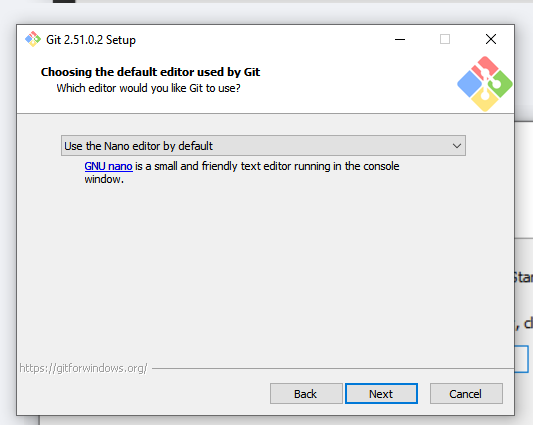 Git 2.51.0.2 Setup
Choosing the default editor used by Git
Which editor would you like Git to use?
Use the Nano editor by default
GNU nano is a small and friendly text editor running in the console
window.
https://gitforwindows.org/
Back
Next
Cancel